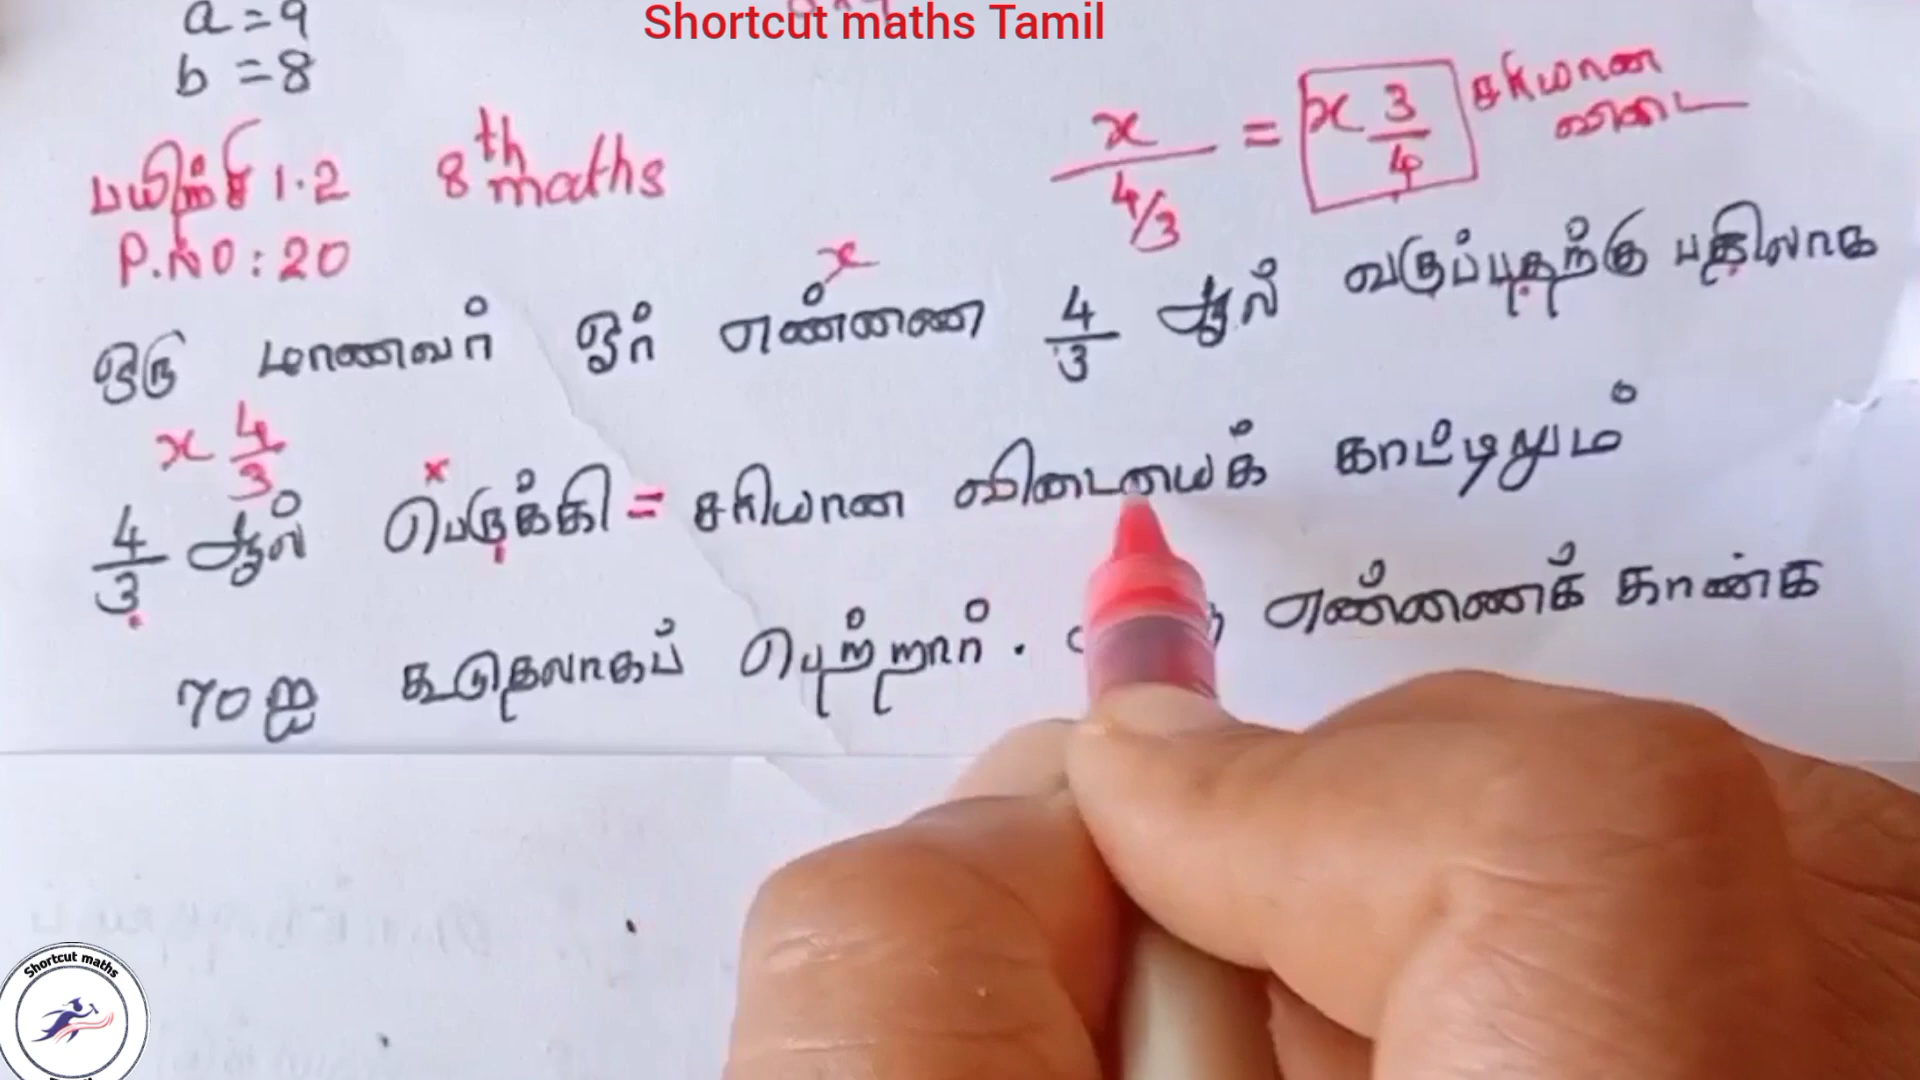 Shortcut maths Tamil
a = 9
b = 8
பயிற்சி 1.2 8th maths
P.NO: 20
x / 4/3 = x 3/4 சரியான விடை
x
ஒரு மாணவர் ஓர் எண்ணை 4/3 ஆல் வகுப்பதற்கு பதிலாக
x 4/3 ×
4/3 ஆல் பெருக்கி = சரியான விடையைக் காட்டிலும்
70ஐ கூடுதலாகப் பெற்றார். எண்ணைக் காண்க
Shortcut maths